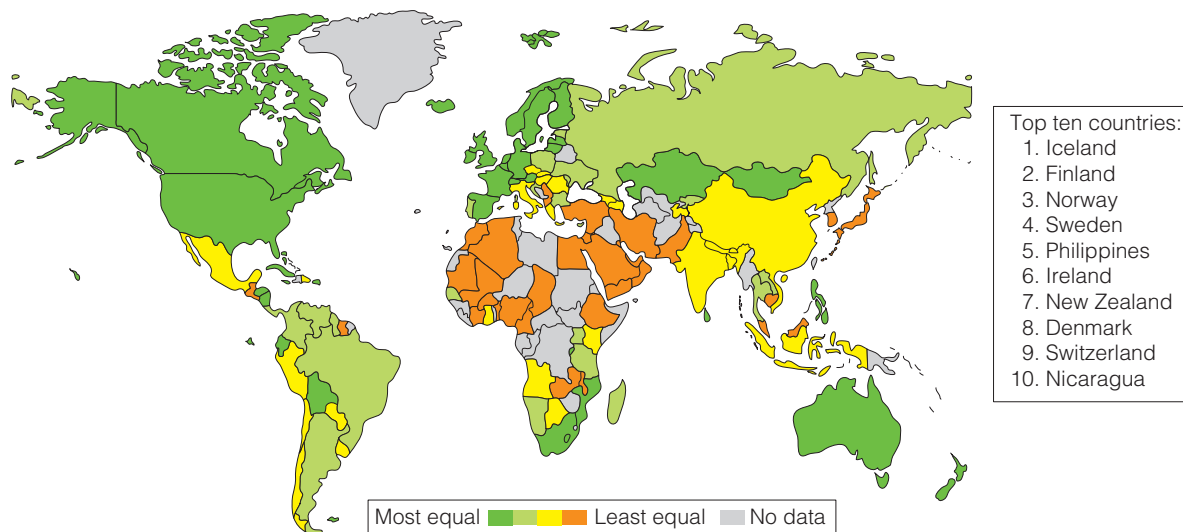 Top ten countries:
1. Iceland
2. Finland
3. Norway
4. Sweden
5. Philippines
6. Ireland
7. New Zealand
8. Denmark
9. Switzerland
10. Nicaragua
Most equal Least equal No data